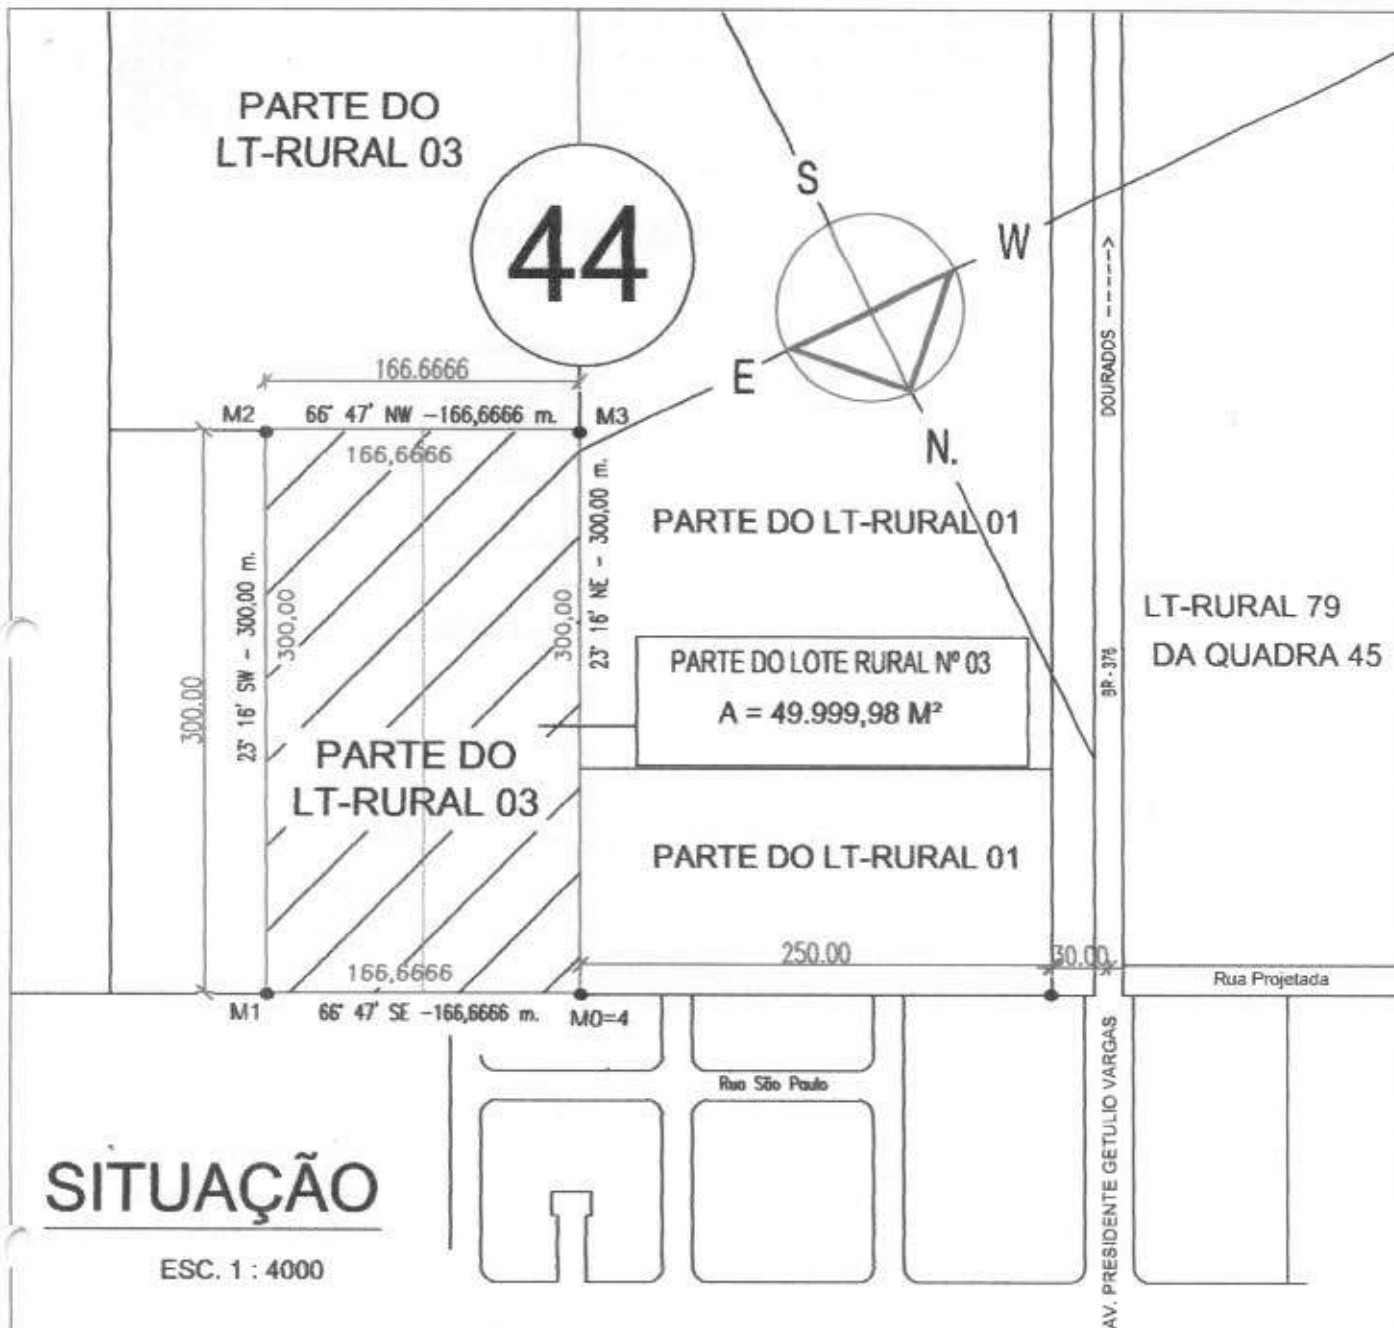 PARTE DO
LT-RURAL 03
44
S
W
E
N.
DOURADOS ------>
166.6666
M2
66° 47' NW -166,6666 m.
M3
166,6666
23° 16' NE - 300,00 m.
300,00
PARTE DO LT-RURAL 01
23° 16' SW - 300,00 m.
300,00
300.00
LT-RURAL 79
DA QUADRA 45
BR-376
PARTE DO LOTE RURAL Nº 03
A = 49.999,98 M²
PARTE DO
LT-RURAL 03
PARTE DO LT-RURAL 01
250.00
30.00
166,6666
Rua Projetada
M1
66° 47' SE -166,6666 m.
M0=4
Rua São Paulo
AV. PRESIDENTE GETULIO VARGAS
SITUAÇÃO
ESC. 1 : 4000